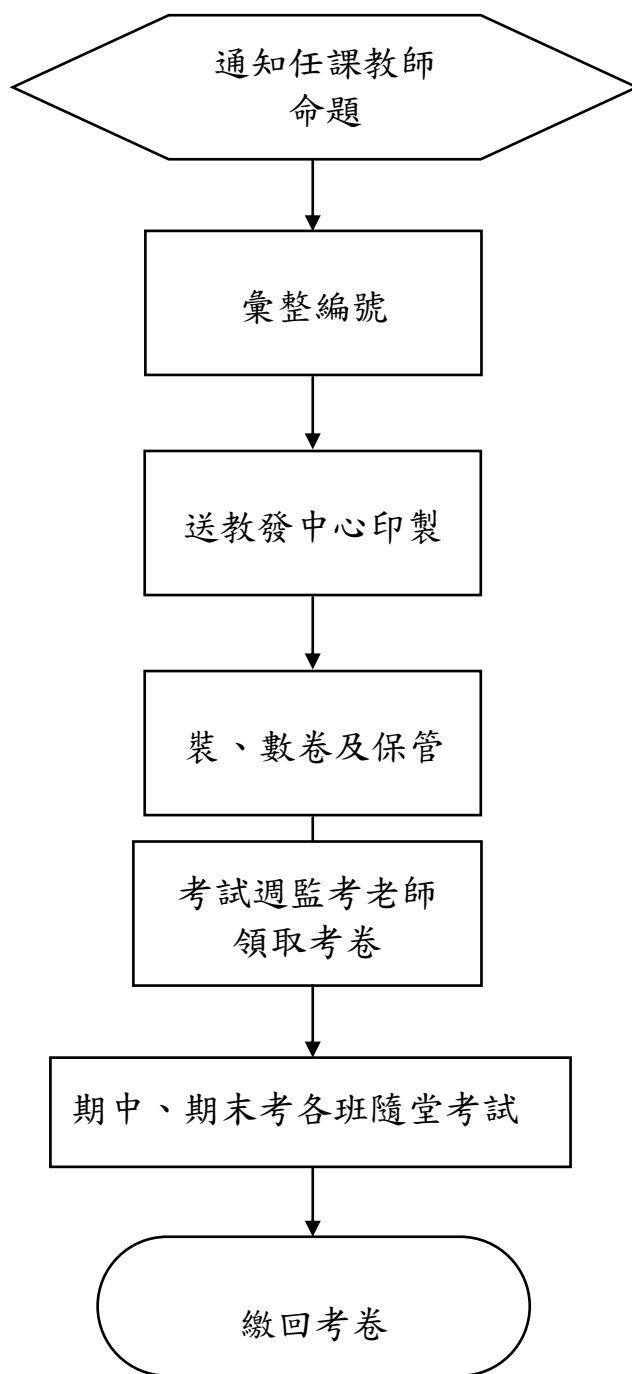 通知任課教師
命題
彙整編號
送教發中心印製
裝、數卷及保管
考試週監考老師
領取考卷
期中、期末考各班隨堂考試
繳回考卷